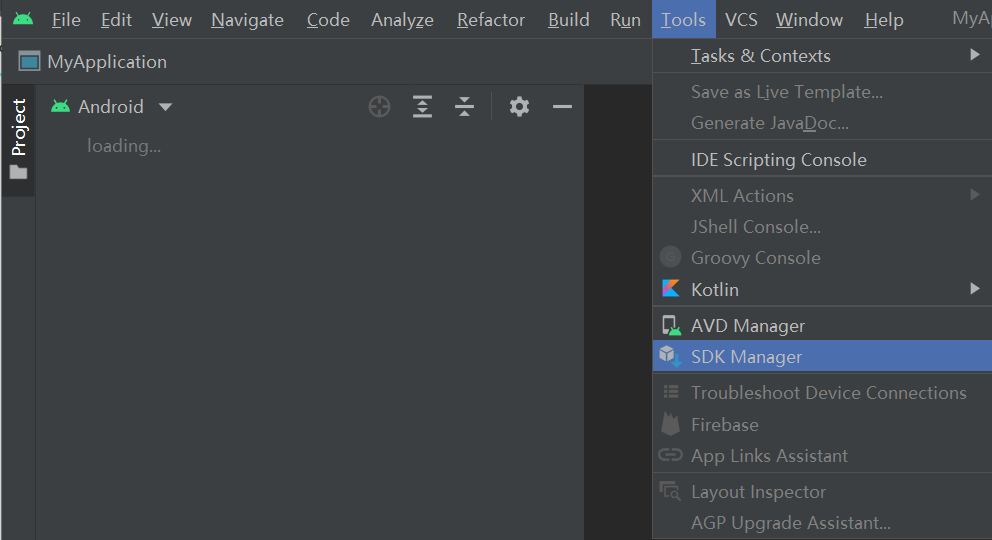 File Edit View Navigate Code Analyze Refactor Build Run Tools VCS Window Help
MyApplication
Project
Android
loading...
Tasks & Contexts
Save as Live Template...
Generate JavaDoc...
IDE Scripting Console
XML Actions
JShell Console...
Groovy Console
Kotlin
AVD Manager
SDK Manager
Troubleshoot Device Connections
Firebase
App Links Assistant
Layout Inspector
AGP Upgrade Assistant...